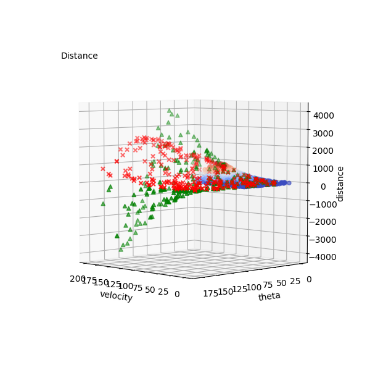 Distance
4000
3000
2000
1000
0
−1000
−2000
−3000
−4000
distance
200 175 150 125 100 75 50 25 0
velocity
175 150 125 100 75 50 25 0
theta